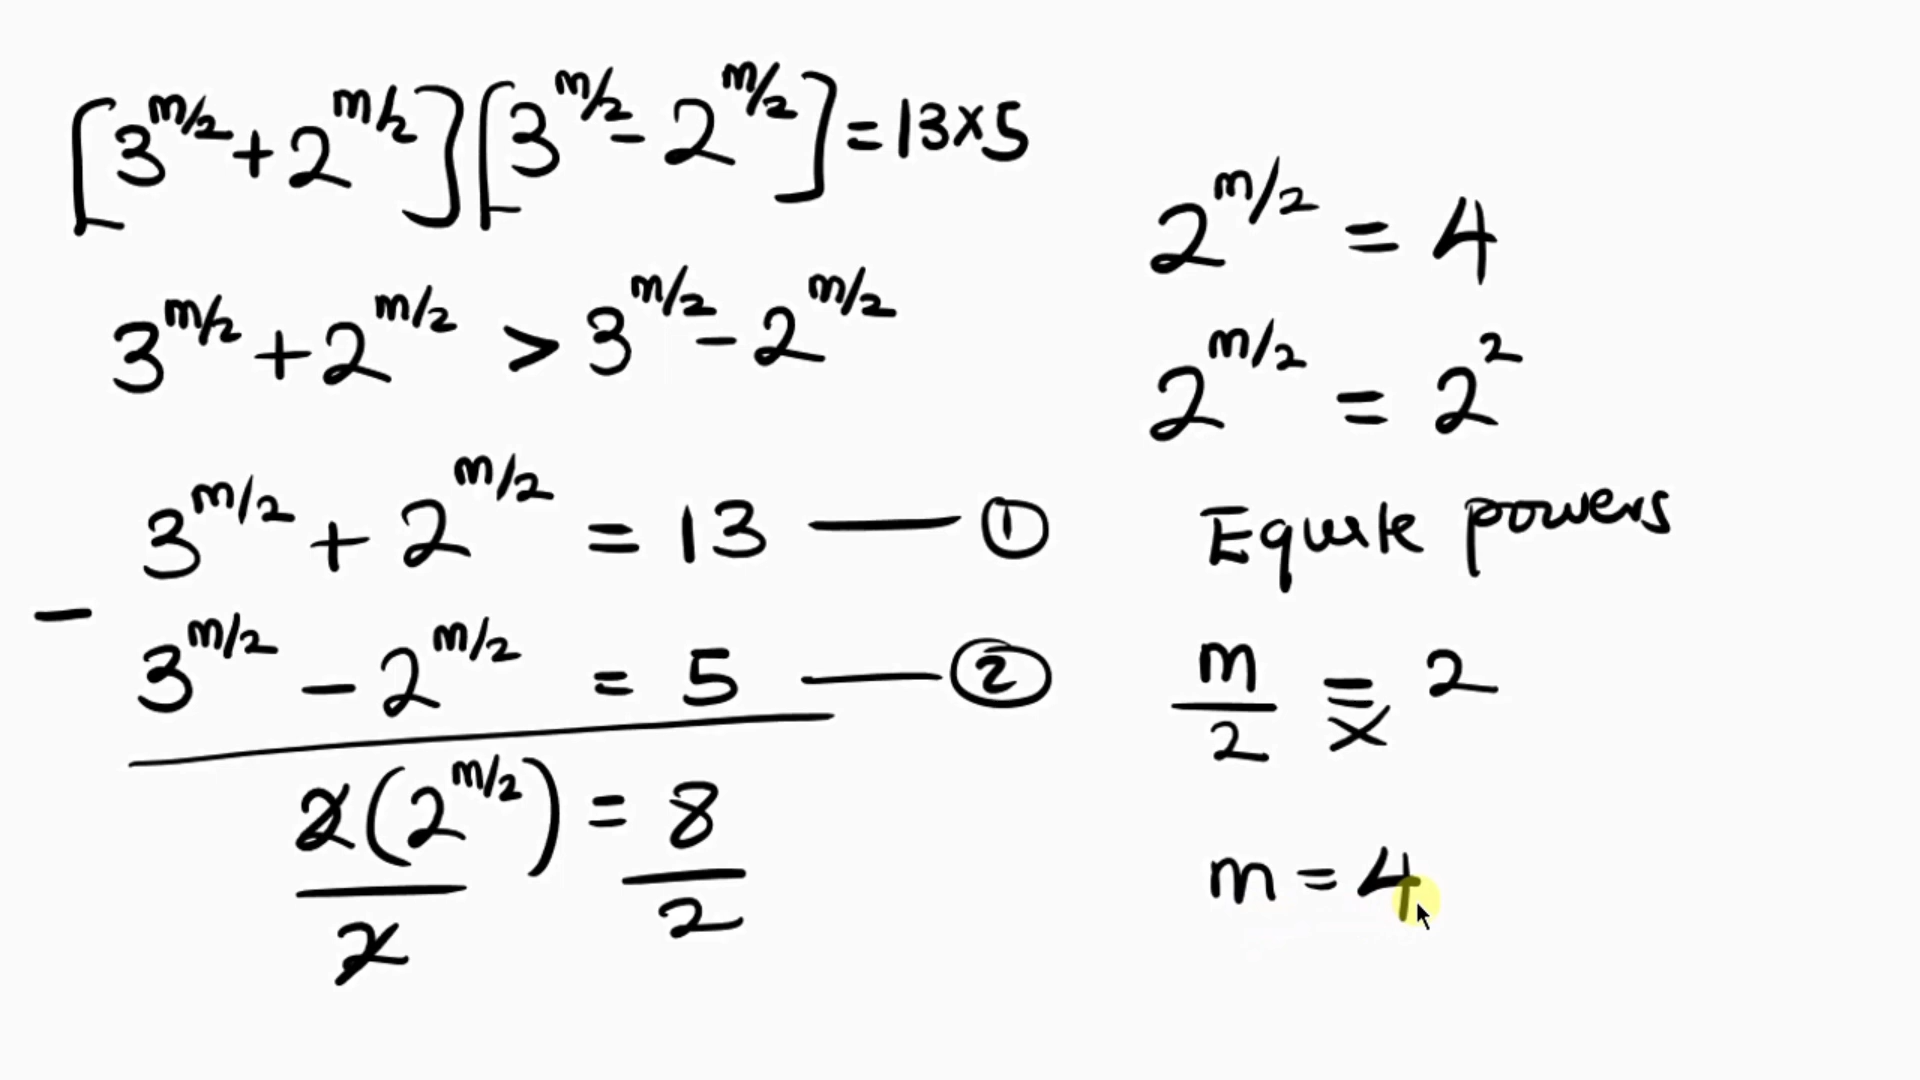 [3^{m/2} + 2^{m/2}][3^{m/2} - 2^{m/2}] = 13×5
3^{m/2} + 2^{m/2} > 3^{m/2} - 2^{m/2}
3^{m/2} + 2^{m/2} = 13 —— ①
- 3^{m/2} - 2^{m/2} = 5 —— ②
2(2^{m/2})/2 = 8/2
2^{m/2} = 4
2^{m/2} = 2^2
powers
m/2 = 2
m = 4